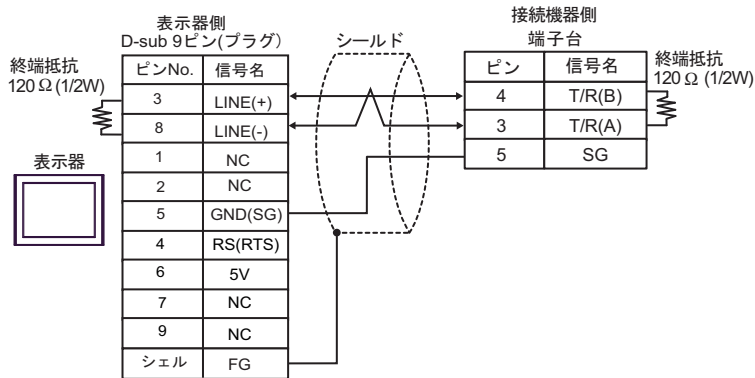 表示器側
D-sub 9ピン(プラグ)
シールド
接続機器側
端子台
終端抵抗
120Ω(1/2W)
ピンNo. 信号名
3 LINE(+)
8 LINE(-)
1 NC
2 NC
5 GND(SG)
4 RS(RTS)
6 5V
7 NC
9 NC
シェル FG
表示器
ピン 信号名
4 T/R(B)
3 T/R(A)
5 SG
終端抵抗
120Ω(1/2W)